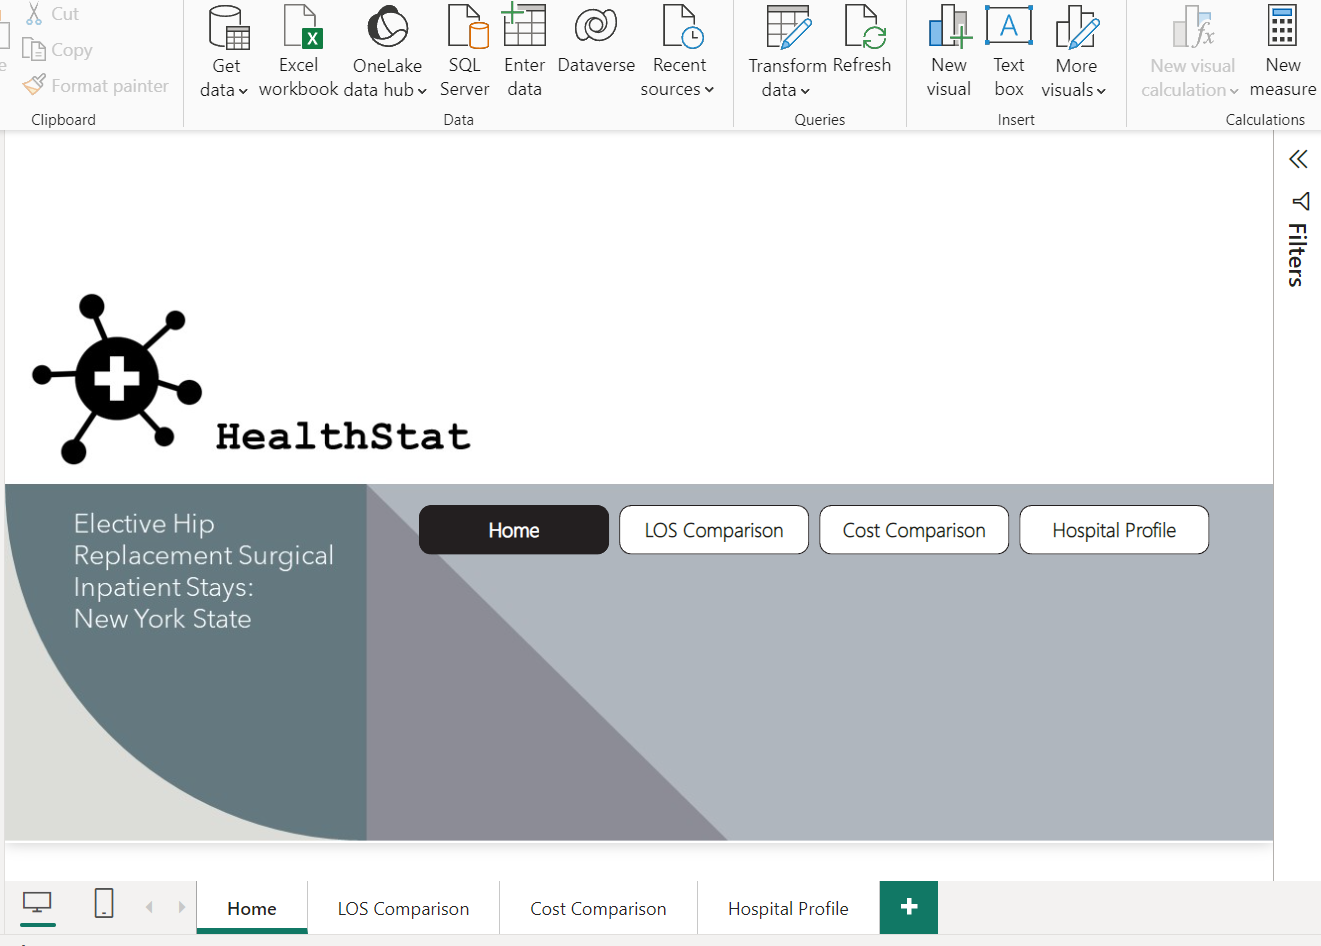 Cut
Copy
Format painter
Clipboard
Get
data
Excel
workbook
OneLake
data hub
SQL
Server
Enter
data
Dataverse
Recent
sources
Data
Transform
data
Refresh
Queries
New
visual
A
Text
box
More
visuals
Insert
New visual
calculation
New
measure
Calculations
Filters
HealthStat
Elective Hip
Replacement Surgical
Inpatient Stays:
New York State
Home
LOS Comparison
Cost Comparison
Hospital Profile
Home
LOS Comparison
Cost Comparison
Hospital Profile